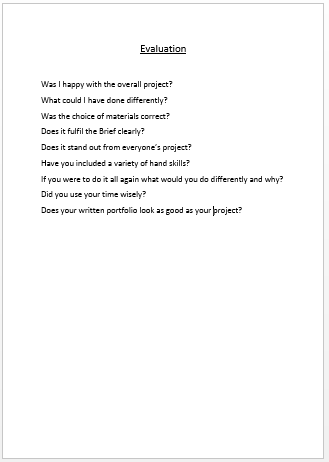 Evaluation
Was I happy with the overall project?
What could I have done differently?
Was the choice of materials correct?
Does it fulfil the Brief clearly?
Does it stand out from everyone's project?
Have you included a variety of hand skills?
If you were to do it all again what would you do differently and why?
Did you use your time wisely?
Does your written portfolio look as good as your project?